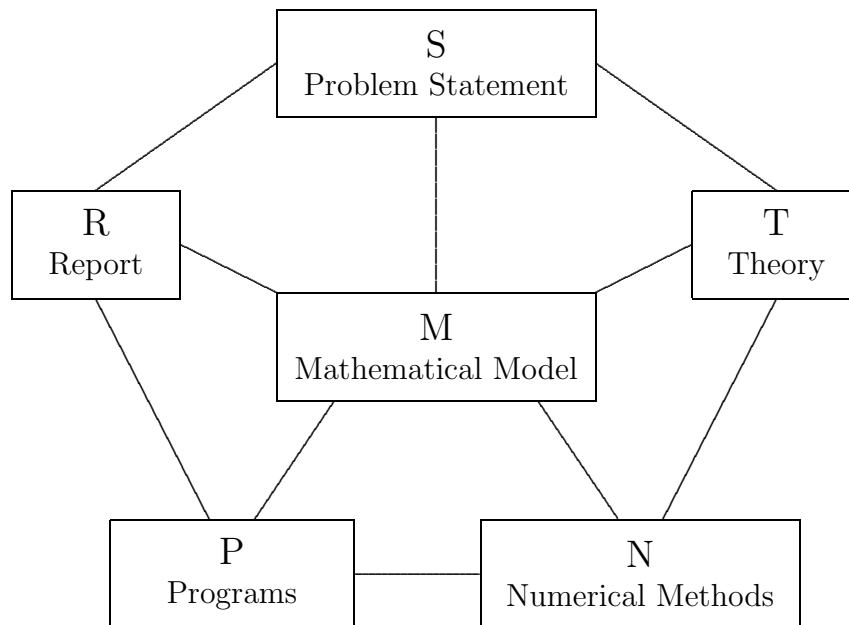 S
Problem Statement
R
Report
T
Theory
M
Mathematical Model
P
Programs
N
Numerical Methods